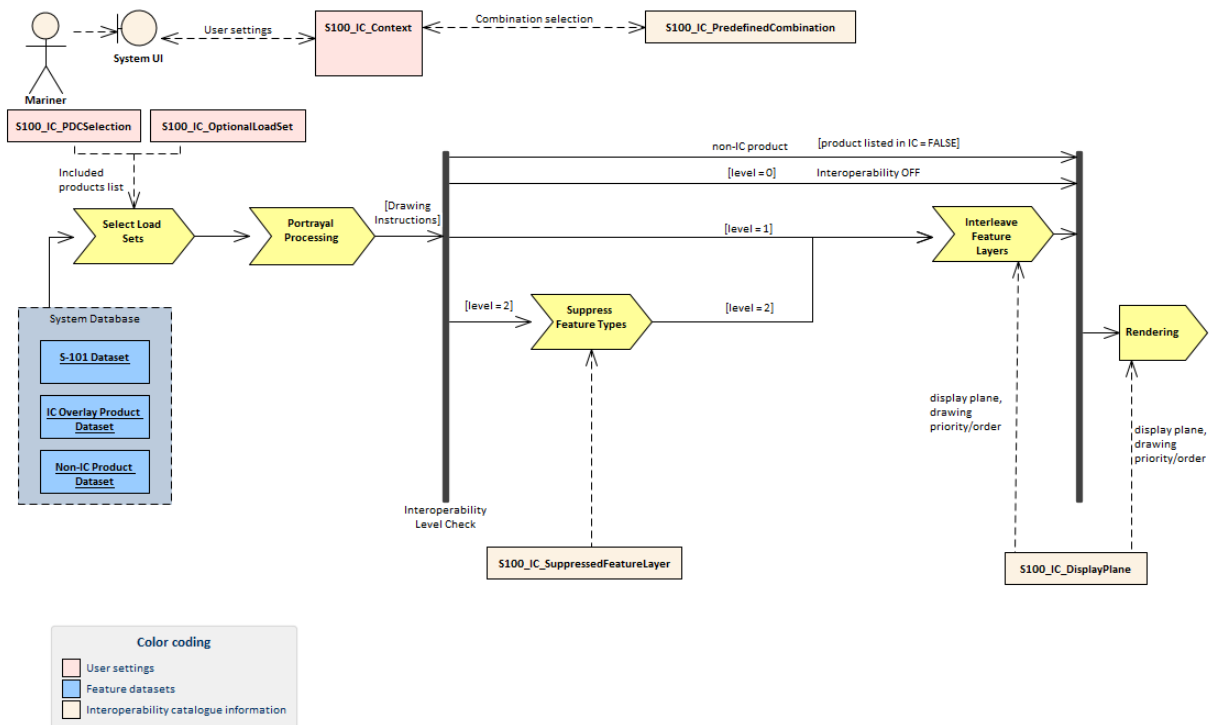 S100_IC_Context
Combination selection
S100_IC_PredefinedCombination
User settings
System UI
Mariner
S100_IC_PDCSelection
S100_IC_OptionalLoadSet
Included
products list
Select Load
Sets
Portrayal
Processing
[Drawing
Instructions]
non-IC product
[product listed in IC = FALSE]
[level = 0]
Interoperability OFF
[level = 1]
Interleave
Feature
Layers
[level = 2]
Suppress
Feature Types
[level = 2]
Rendering
System Database
S-101 Dataset
IC Overlay Product
Dataset
Non-IC Product
Dataset
display plane,
drawing
priority/order
display plane,
drawing
priority/order
Interoperability
Level Check
S100_IC_SuppressedFeatureLayer
S100_IC_DisplayPlane
Color coding
User settings
Feature datasets
Interoperability catalogue information